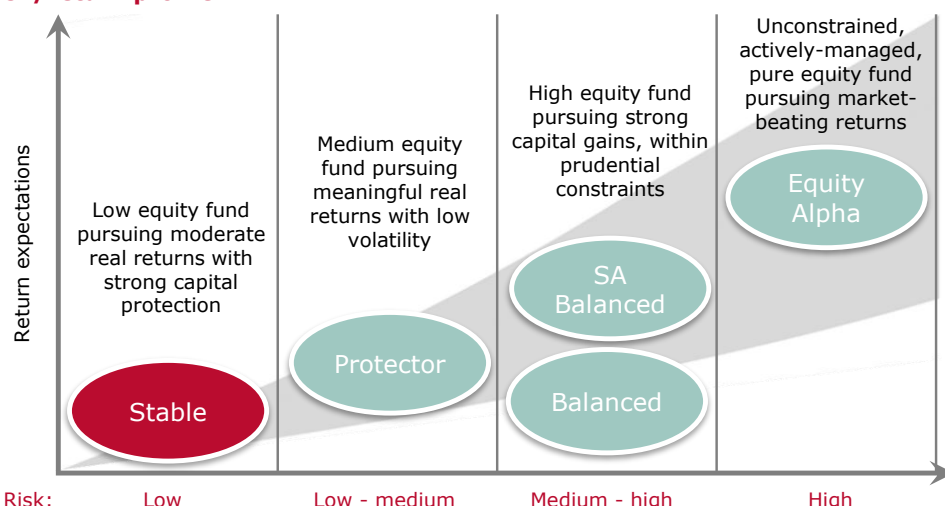 Unconstrained,
actively-managed,
pure equity fund
pursuing market-
beating returns
High equity fund
pursuing strong
capital gains, within
prudential
constraints
Medium equity
fund pursuing
meaningful real
returns with low
volatility
Low equity fund
pursuing moderate
real returns with
strong capital
protection
Return expectations
Equity
Alpha
SA
Balanced
Protector
Balanced
Stable
Risk: Low Low - medium Medium - high High